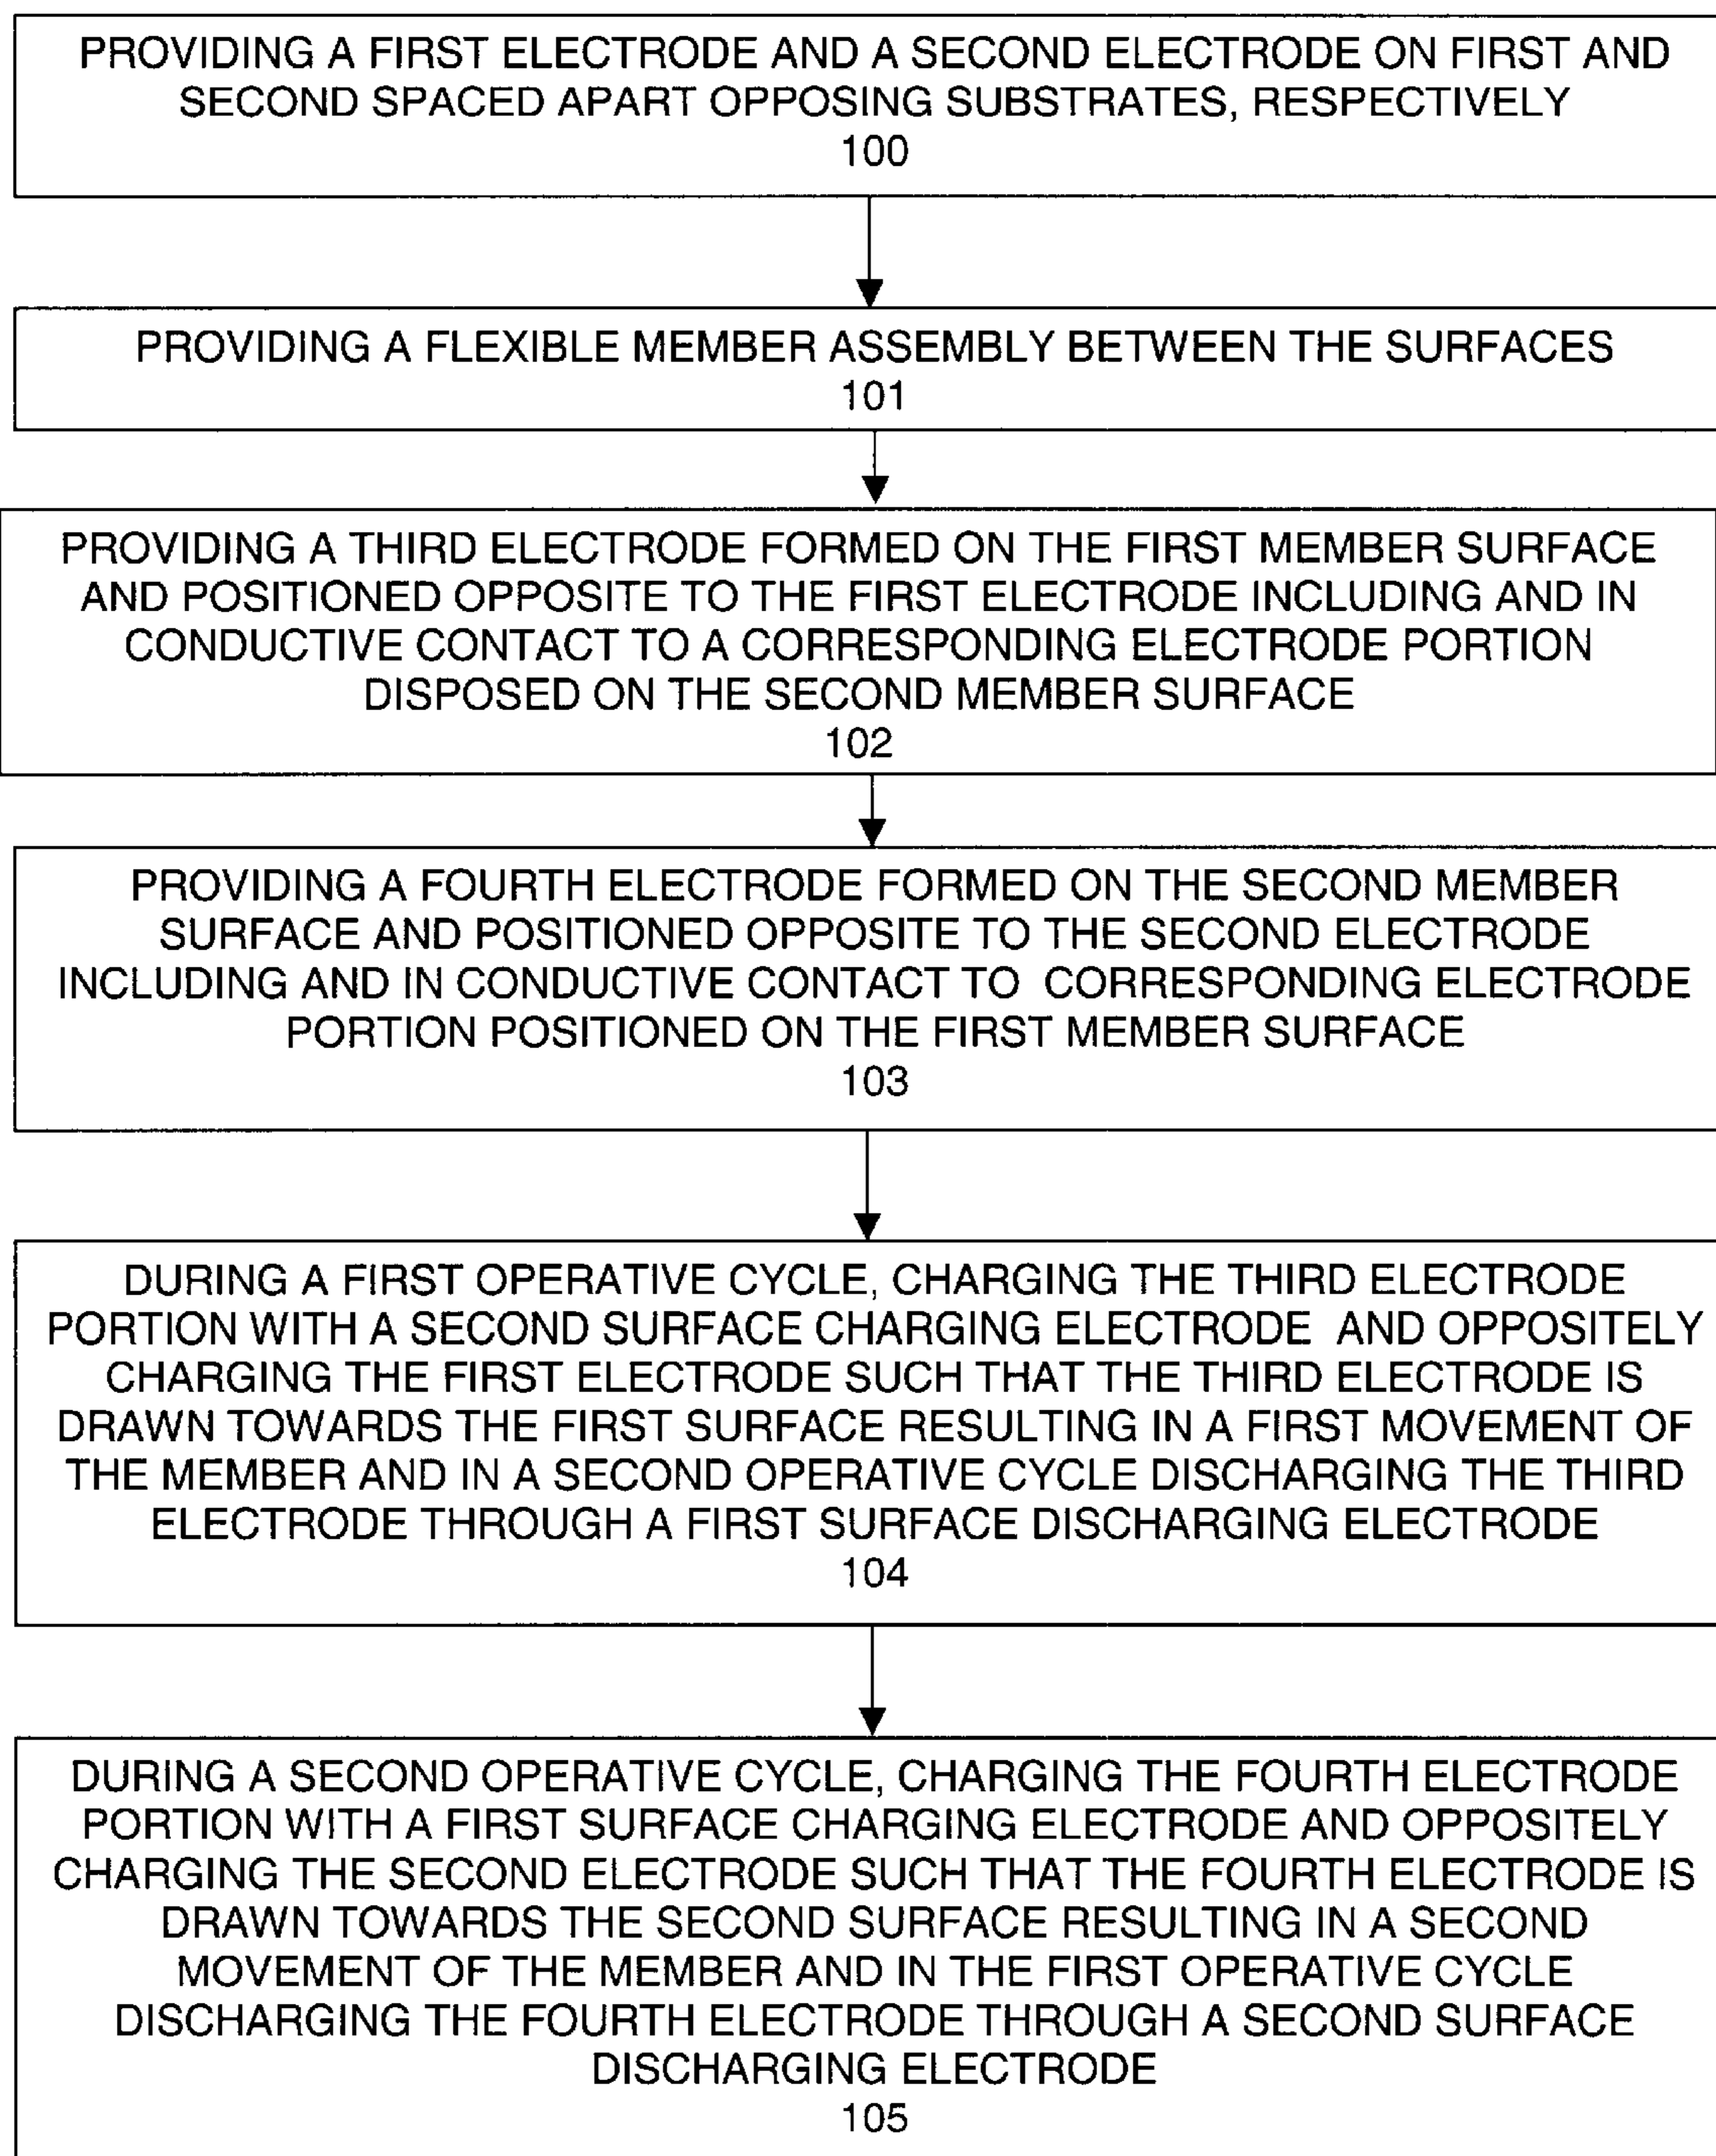 PROVIDING A FIRST ELECTRODE AND A SECOND ELECTRODE ON FIRST AND
SECOND SPACED APART OPPOSING SUBSTRATES, RESPECTIVELY
100
PROVIDING A FLEXIBLE MEMBER ASSEMBLY BETWEEN THE SURFACES
101
PROVIDING A THIRD ELECTRODE FORMED ON THE FIRST MEMBER SURFACE
AND POSITIONED OPPOSITE TO THE FIRST ELECTRODE INCLUDING AND IN
CONDUCTIVE CONTACT TO A CORRESPONDING ELECTRODE PORTION
DISPOSED ON THE SECOND MEMBER SURFACE
102
PROVIDING A FOURTH ELECTRODE FORMED ON THE SECOND MEMBER
SURFACE AND POSITIONED OPPOSITE TO THE SECOND ELECTRODE
INCLUDING AND IN CONDUCTIVE CONTACT TO CORRESPONDING ELECTRODE
PORTION POSITIONED ON THE FIRST MEMBER SURFACE
103
DURING A FIRST OPERATIVE CYCLE, CHARGING THE THIRD ELECTRODE
PORTION WITH A SECOND SURFACE CHARGING ELECTRODE AND OPPOSITELY
CHARGING THE FIRST ELECTRODE SUCH THAT THE THIRD ELECTRODE IS
DRAWN TOWARDS THE FIRST SURFACE RESULTING IN A FIRST MOVEMENT OF
THE MEMBER AND IN A SECOND OPERATIVE CYCLE DISCHARGING THE THIRD
ELECTRODE THROUGH A FIRST SURFACE DISCHARGING ELECTRODE
104
DURING A SECOND OPERATIVE CYCLE, CHARGING THE FOURTH ELECTRODE
PORTION WITH A FIRST SURFACE CHARGING ELECTRODE AND OPPOSITELY
CHARGING THE SECOND ELECTRODE SUCH THAT THE FOURTH ELECTRODE IS
DRAWN TOWARDS THE SECOND SURFACE RESULTING IN A SECOND
MOVEMENT OF THE MEMBER AND IN THE FIRST OPERATIVE CYCLE
DISCHARGING THE FOURTH ELECTRODE THROUGH A SECOND SURFACE
DISCHARGING ELECTRODE
105